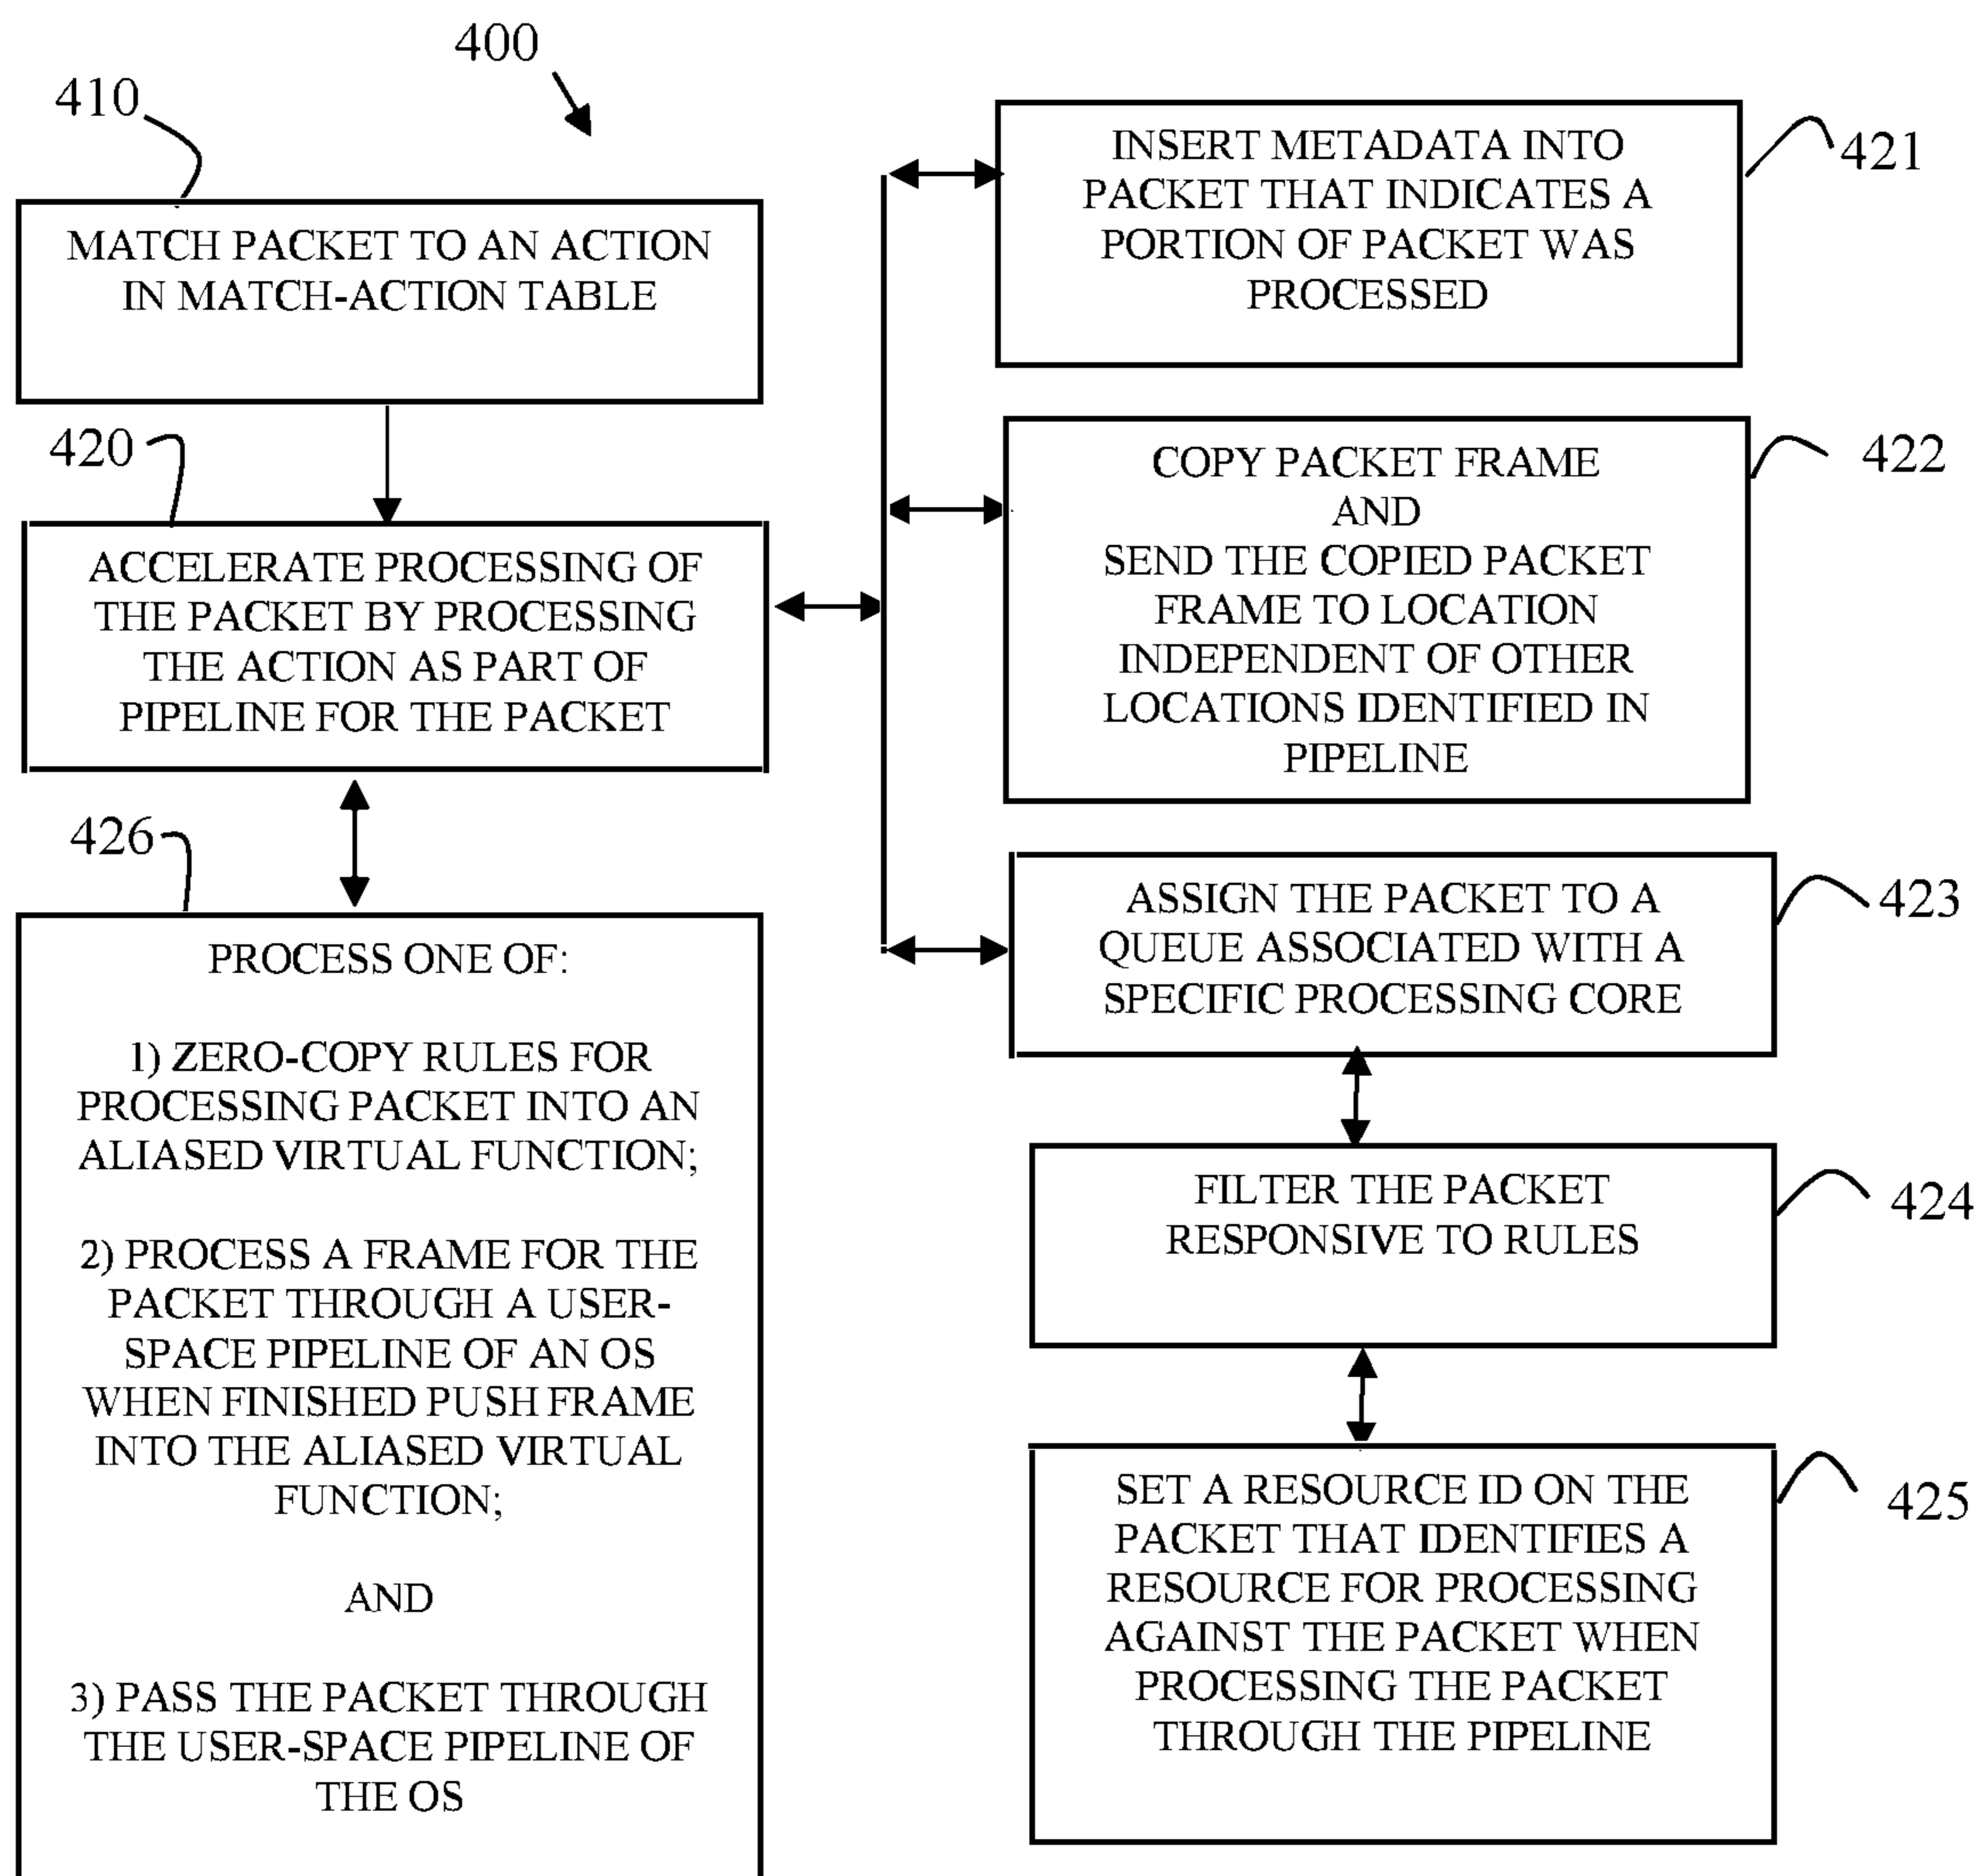 400
410
MATCH PACKET TO AN ACTION
IN MATCH-ACTION TABLE
420
ACCELERATE PROCESSING OF
THE PACKET BY PROCESSING
THE ACTION AS PART OF
PIPELINE FOR THE PACKET
426
PROCESS ONE OF:
1) ZERO-COPY RULES FOR
PROCESSING PACKET INTO AN
ALIASED VIRTUAL FUNCTION;
2) PROCESS A FRAME FOR THE
PACKET THROUGH A USER-
SPACE PIPELINE OF AN OS
WHEN FINISHED PUSH FRAME
INTO THE ALIASED VIRTUAL
FUNCTION;
AND
3) PASS THE PACKET THROUGH
THE USER-SPACE PIPELINE OF
THE OS
INSERT METADATA INTO
PACKET THAT INDICATES A
PORTION OF PACKET WAS
PROCESSED
421
COPY PACKET FRAME
AND
SEND THE COPIED PACKET
FRAME TO LOCATION
INDEPENDENT OF OTHER
LOCATIONS IDENTIFIED IN
PIPELINE
422
ASSIGN THE PACKET TO A
QUEUE ASSOCIATED WITH A
SPECIFIC PROCESSING CORE
423
FILTER THE PACKET
RESPONSIVE TO RULES
424
SET A RESOURCE ID ON THE
PACKET THAT IDENTIFIES A
RESOURCE FOR PROCESSING
AGAINST THE PACKET WHEN
PROCESSING THE PACKET
THROUGH THE PIPELINE
425